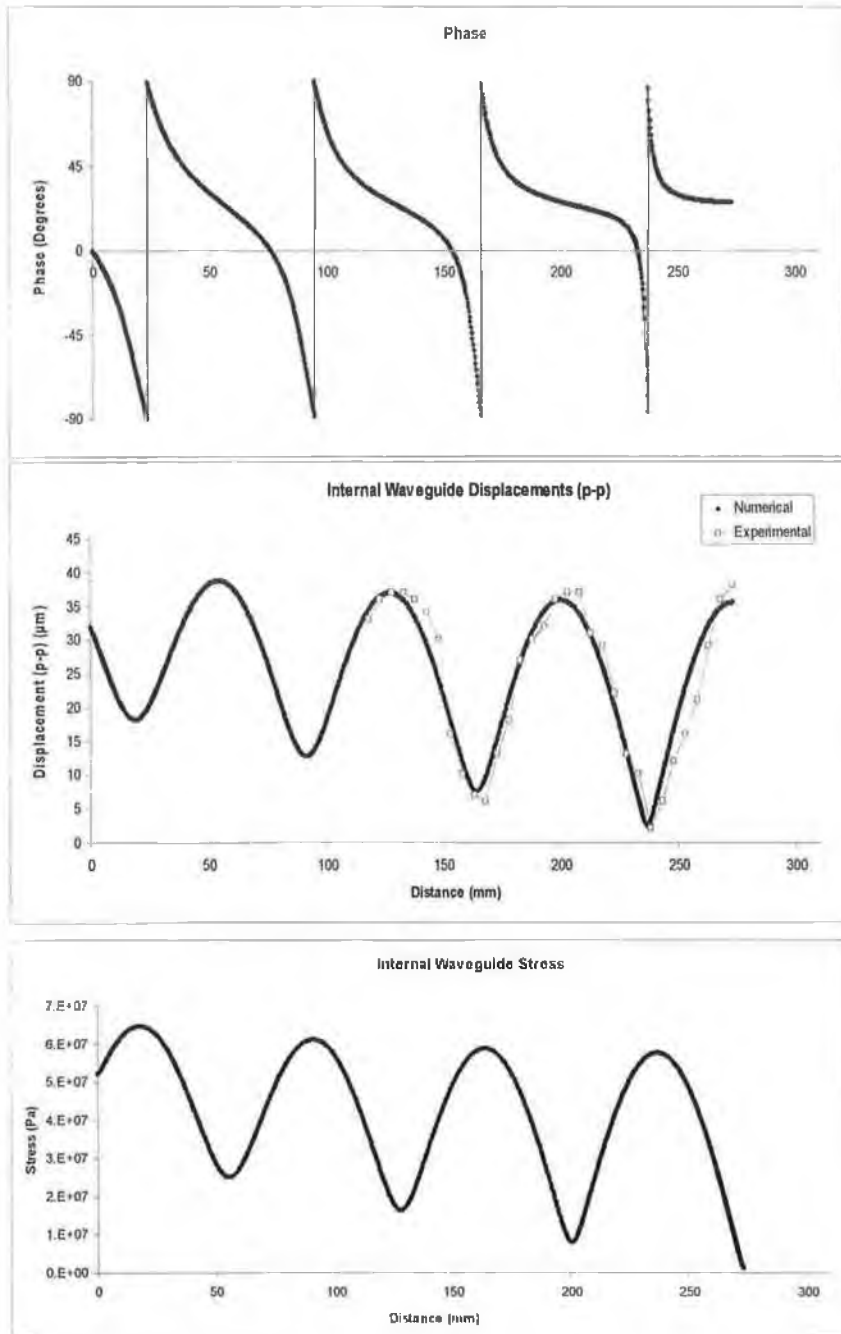 Phase
90
45
0
-45
-90
Phase (Degrees)
0 50 100 150 200 250 300
Internal Waveguide Displacements (p-p)
Numerical
Experimental
45
40
35
30
25
20
15
10
5
0
Displacement (p-p) (µm)
0 50 100 150 200 250 300
Distance (mm)
Internal Waveguide Stress
7.E+07
6.E+07
5.E+07
4.E+07
3.E+07
2.E+07
1.E+07
0.E+00
Stress (Pa)
0 50 100 150 200 250 300
Distance (mm)